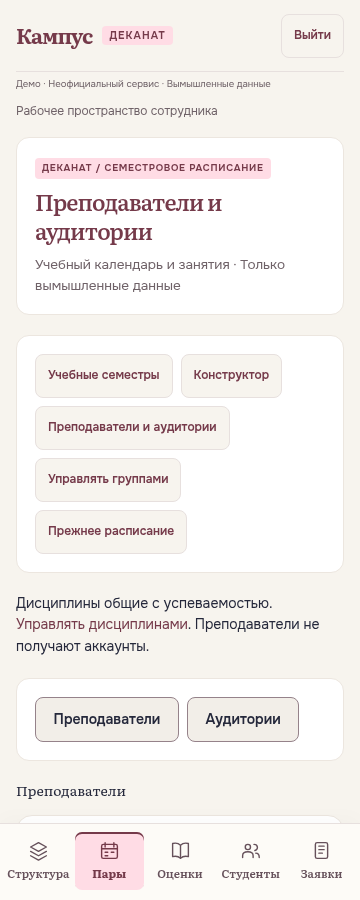 Кампус ДЕКАНАТ Выйти
Демо · Неофициальный сервис · Вымышленные данные
Рабочее пространство сотрудника
ДЕКАНАТ / СЕМЕСТРОВОЕ РАСПИСАНИЕ
Преподаватели и
аудитории
Учебный календарь и занятия · Только
вымышленные данные
Учебные семестры Конструктор
Преподаватели и аудитории
Управлять группами
Прежнее расписание
Дисциплины общие с успеваемостью.
Управлять дисциплинами. Преподаватели не
получают аккаунты.
Преподаватели Аудитории
Преподаватели
Структура Пары Оценки Студенты Заявки